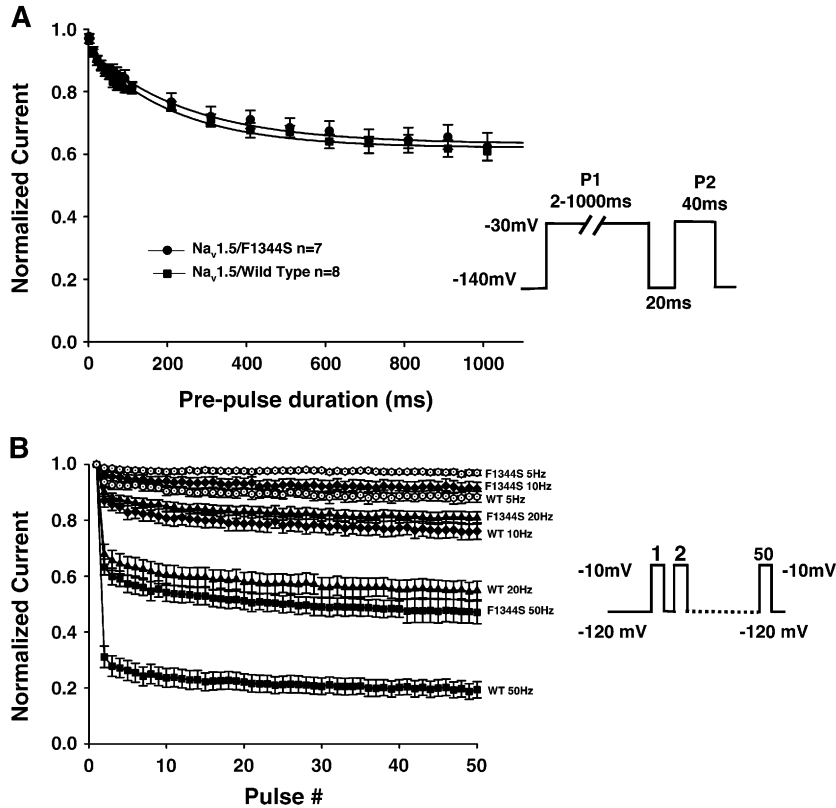 A
Normalized Current
1.0
0.8
0.6
0.4
0.2
0.0
0
200
400
600
800
1000
Pre-pulse duration (ms)
Nav1.5/F1344S n=7
Nav1.5/Wild Type n=8
P1
2-1000ms
P2
40ms
-30mV
-140mV
20ms
B
Normalized Current
1.0
0.8
0.6
0.4
0.2
0.0
0
10
20
30
40
50
Pulse #
F1344S 5Hz
F1344S 10Hz
WT 5Hz
F1344S 20Hz
WT 10Hz
WT 20Hz
F1344S 50Hz
WT 50Hz
1 2 50
-10mV -10mV
-120 mV -120 mV